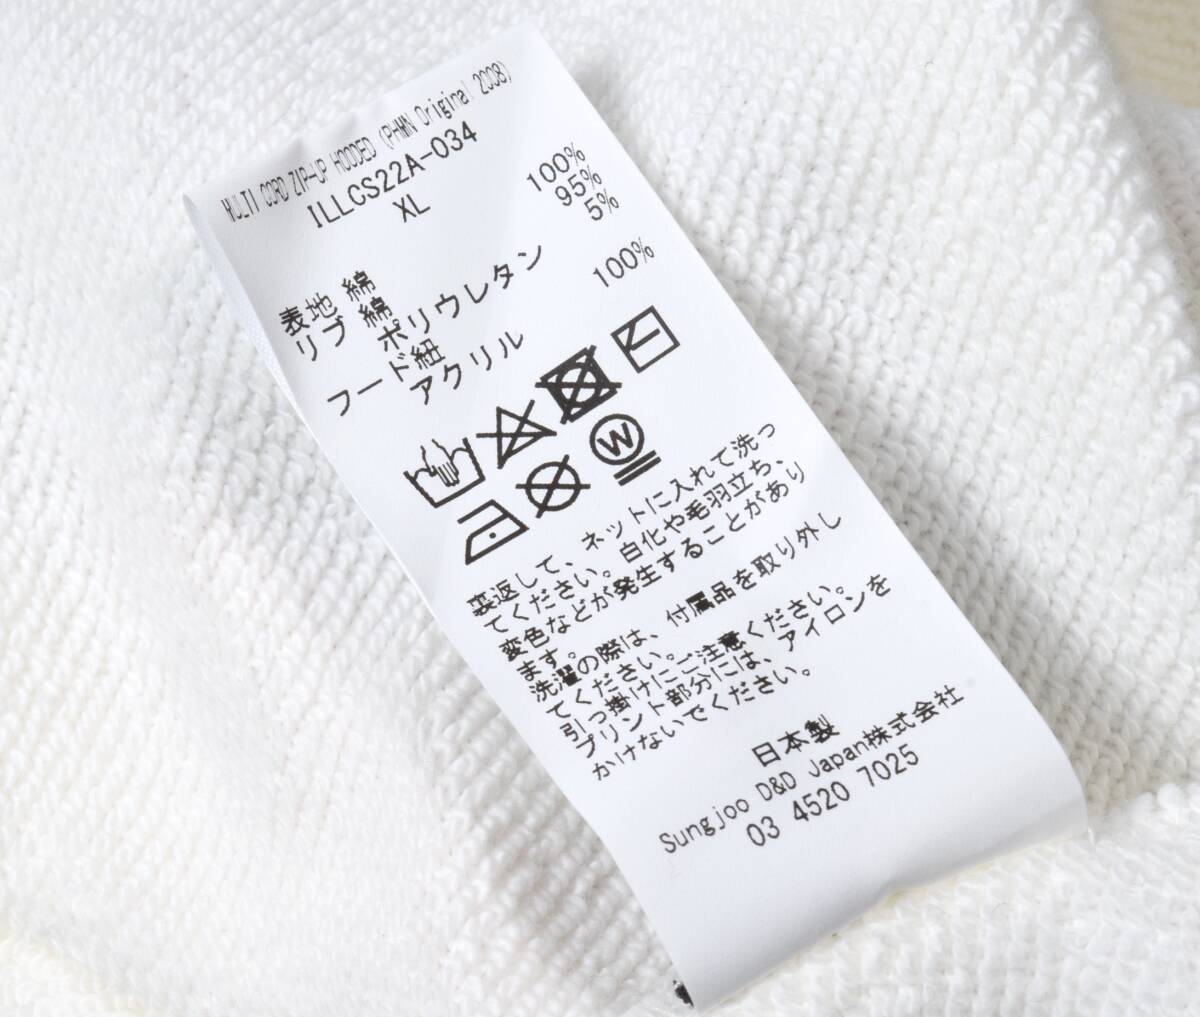 MULTI CORD ZIP-UP HOODED (PHWN Original 2008)
ILLCS22A-034
XL
表地 綿 100%
リブ 綿 95%
ポリウレタン 5%
フード紐
アクリル 100%
W
裏返して、ネットに入れて洗っ
てください。白化や毛羽立ち、
変色などが発生することがあり
ます。
洗濯の際は、付属品を取り外し
てください。
引っ掛けにご注意ください。
プリント部分には、アイロンを
かけないでください。
日本製
Sungjoo D&D Japan株式会社
03 4520 7025